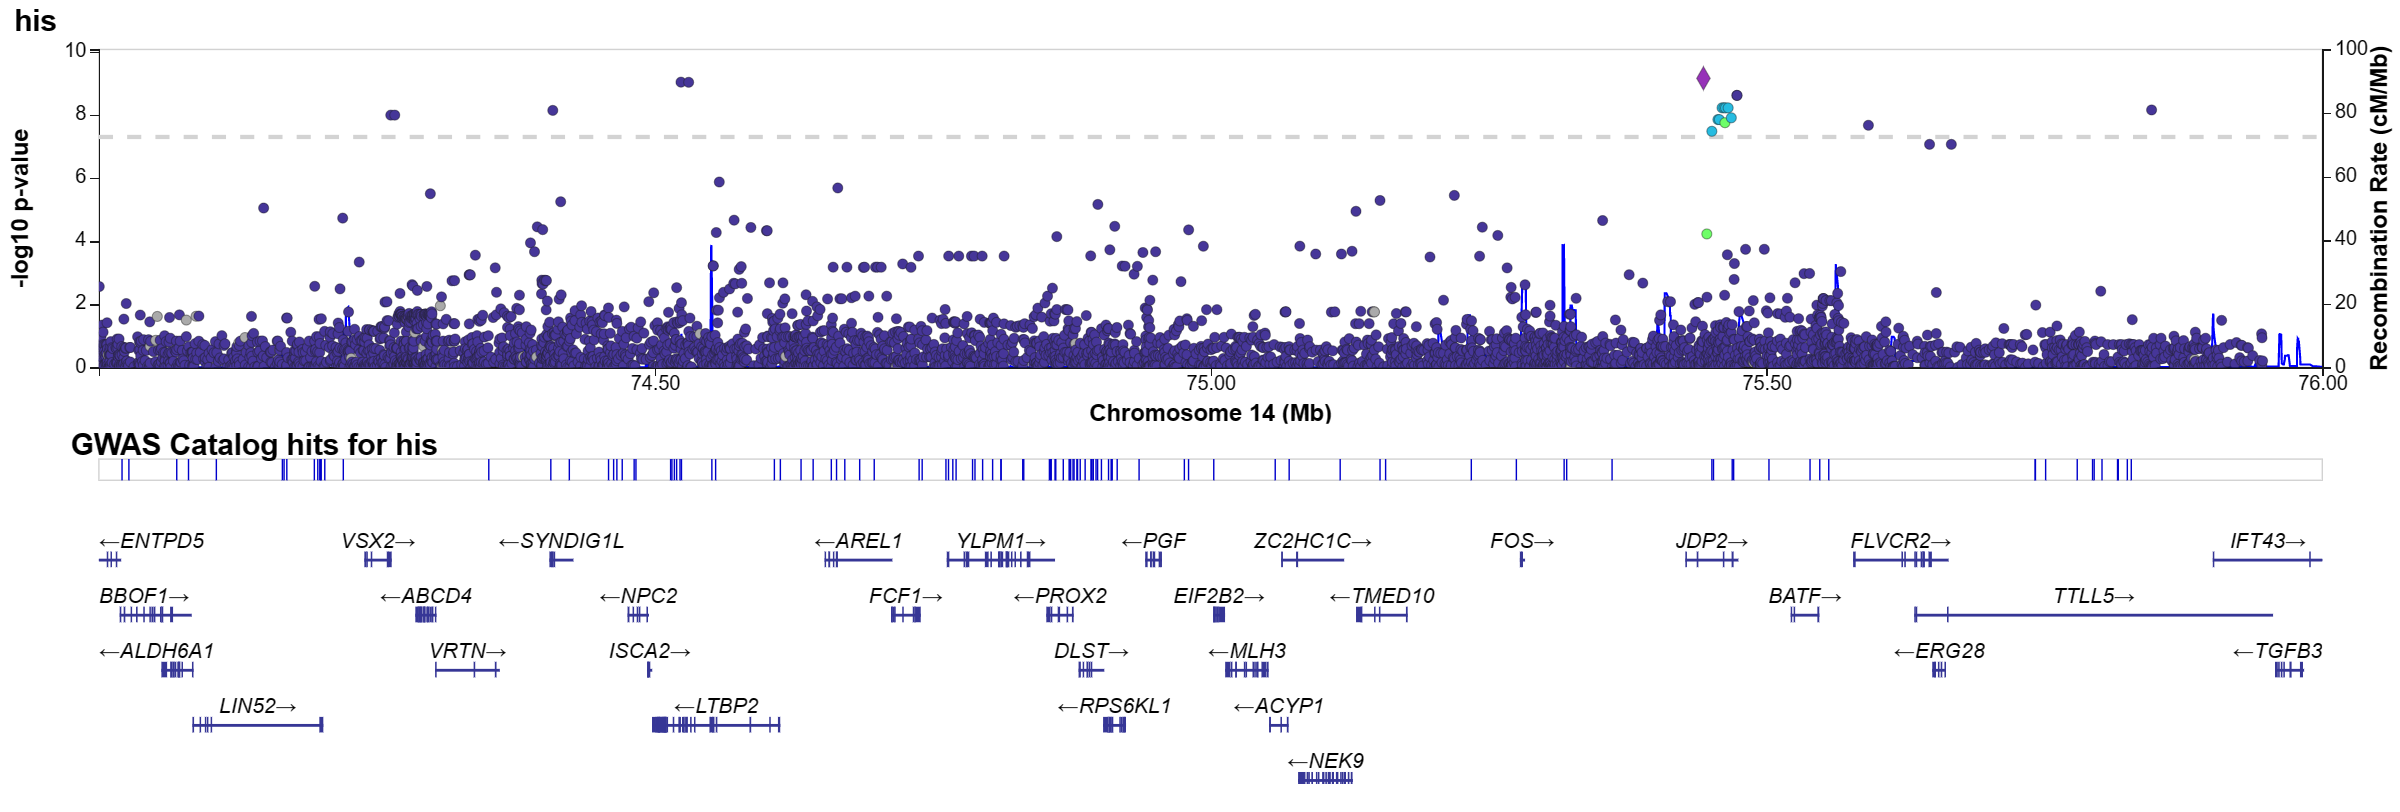 his
10
8
6
4
2
0
-log10 p-value
100
80
60
40
20
0
Recombination Rate (cM/Mb)
74.50 75.00 75.50 76.00
Chromosome 14 (Mb)
GWAS Catalog hits for his
←ENTPD5 VSX2→ ←SYNDIG1L ←AREL1 YLPM1→ ←PGF ZC2HC1C→ FOS→ JDP2→ FLVCR2→ IFT43→
BBOF1→ ←ABCD4 ←NPC2 FCF1→ ←PROX2 EIF2B2→ ←TMED10 BATF→ TTLL5→
←ALDH6A1 VRTN→ ISCA2→ DLST→ ←MLH3 ←ERG28 ←TGFB3
LIN52→ ←LTBP2 ←RPS6KL1 ←ACYP1
←NEK9